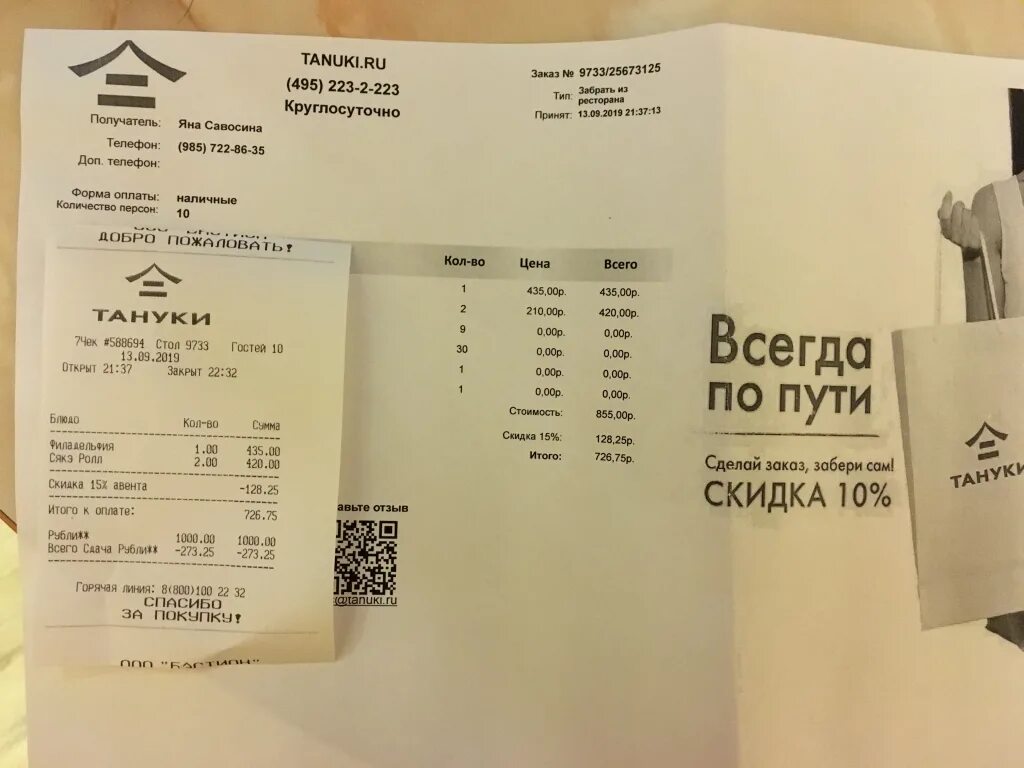 TANUKI.RU
(495) 223-2-223
Круглосуточно
Заказ № 9733/25673125
Тип: Забрать из ресторана
Принят: 13.09.2019 21:37:13
Получатель: Яна Савосина
Телефон: (985) 722-86-35
Доп. телефон:
Форма оплаты: наличные
Количество персон: 10
Кол-во Цена Всего
1 435,00р. 435,00р.
2 210,00р. 420,00р.
9 0,00р. 0,00р.
30 0,00р. 0,00р.
1 0,00р. 0,00р.
1 0,00р. 0,00р.
Стоимость: 855,00р.
Скидка 15%: 128,25р.
Итого: 726,75р.
авьте отзыв
@tanuki.ru
ООО "БАСТИОН"
ДОБРО ПОЖАЛОВАТЬ!
ТАНУКИ
7Чек #588694 Стол 9733 Гостей 10
13.09.2019
Открыт 21:37 Закрыт 22:32
Блюдо Кол-во Сумма
Филадельфия 1.00 435.00
Сякэ Ролл 2.00 420.00
Скидка 15% авента -128.25
Итого к оплате: 726.75
Рубли** 1000.00 1000.00
Всего Сдача Рубли** -273.25 -273.25
Горячая линия: 8(800)100 22 32
СПАСИБО
ЗА ПОКУПКУ!
ООО "БАСТИОН"
Всегда
по пути
Сделай заказ, забери сам!
СКИДКА 10%
ТАНУКИ